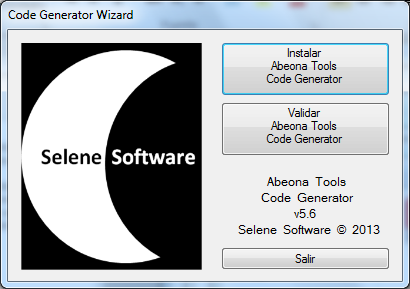 Code Generator Wizard
Selene Software
Instalar
Abeona Tools
Code Generator
Validar
Abeona Tools
Code Generator
Abeona Tools
Code Generator
v5.6
Selene Software © 2013
Salir